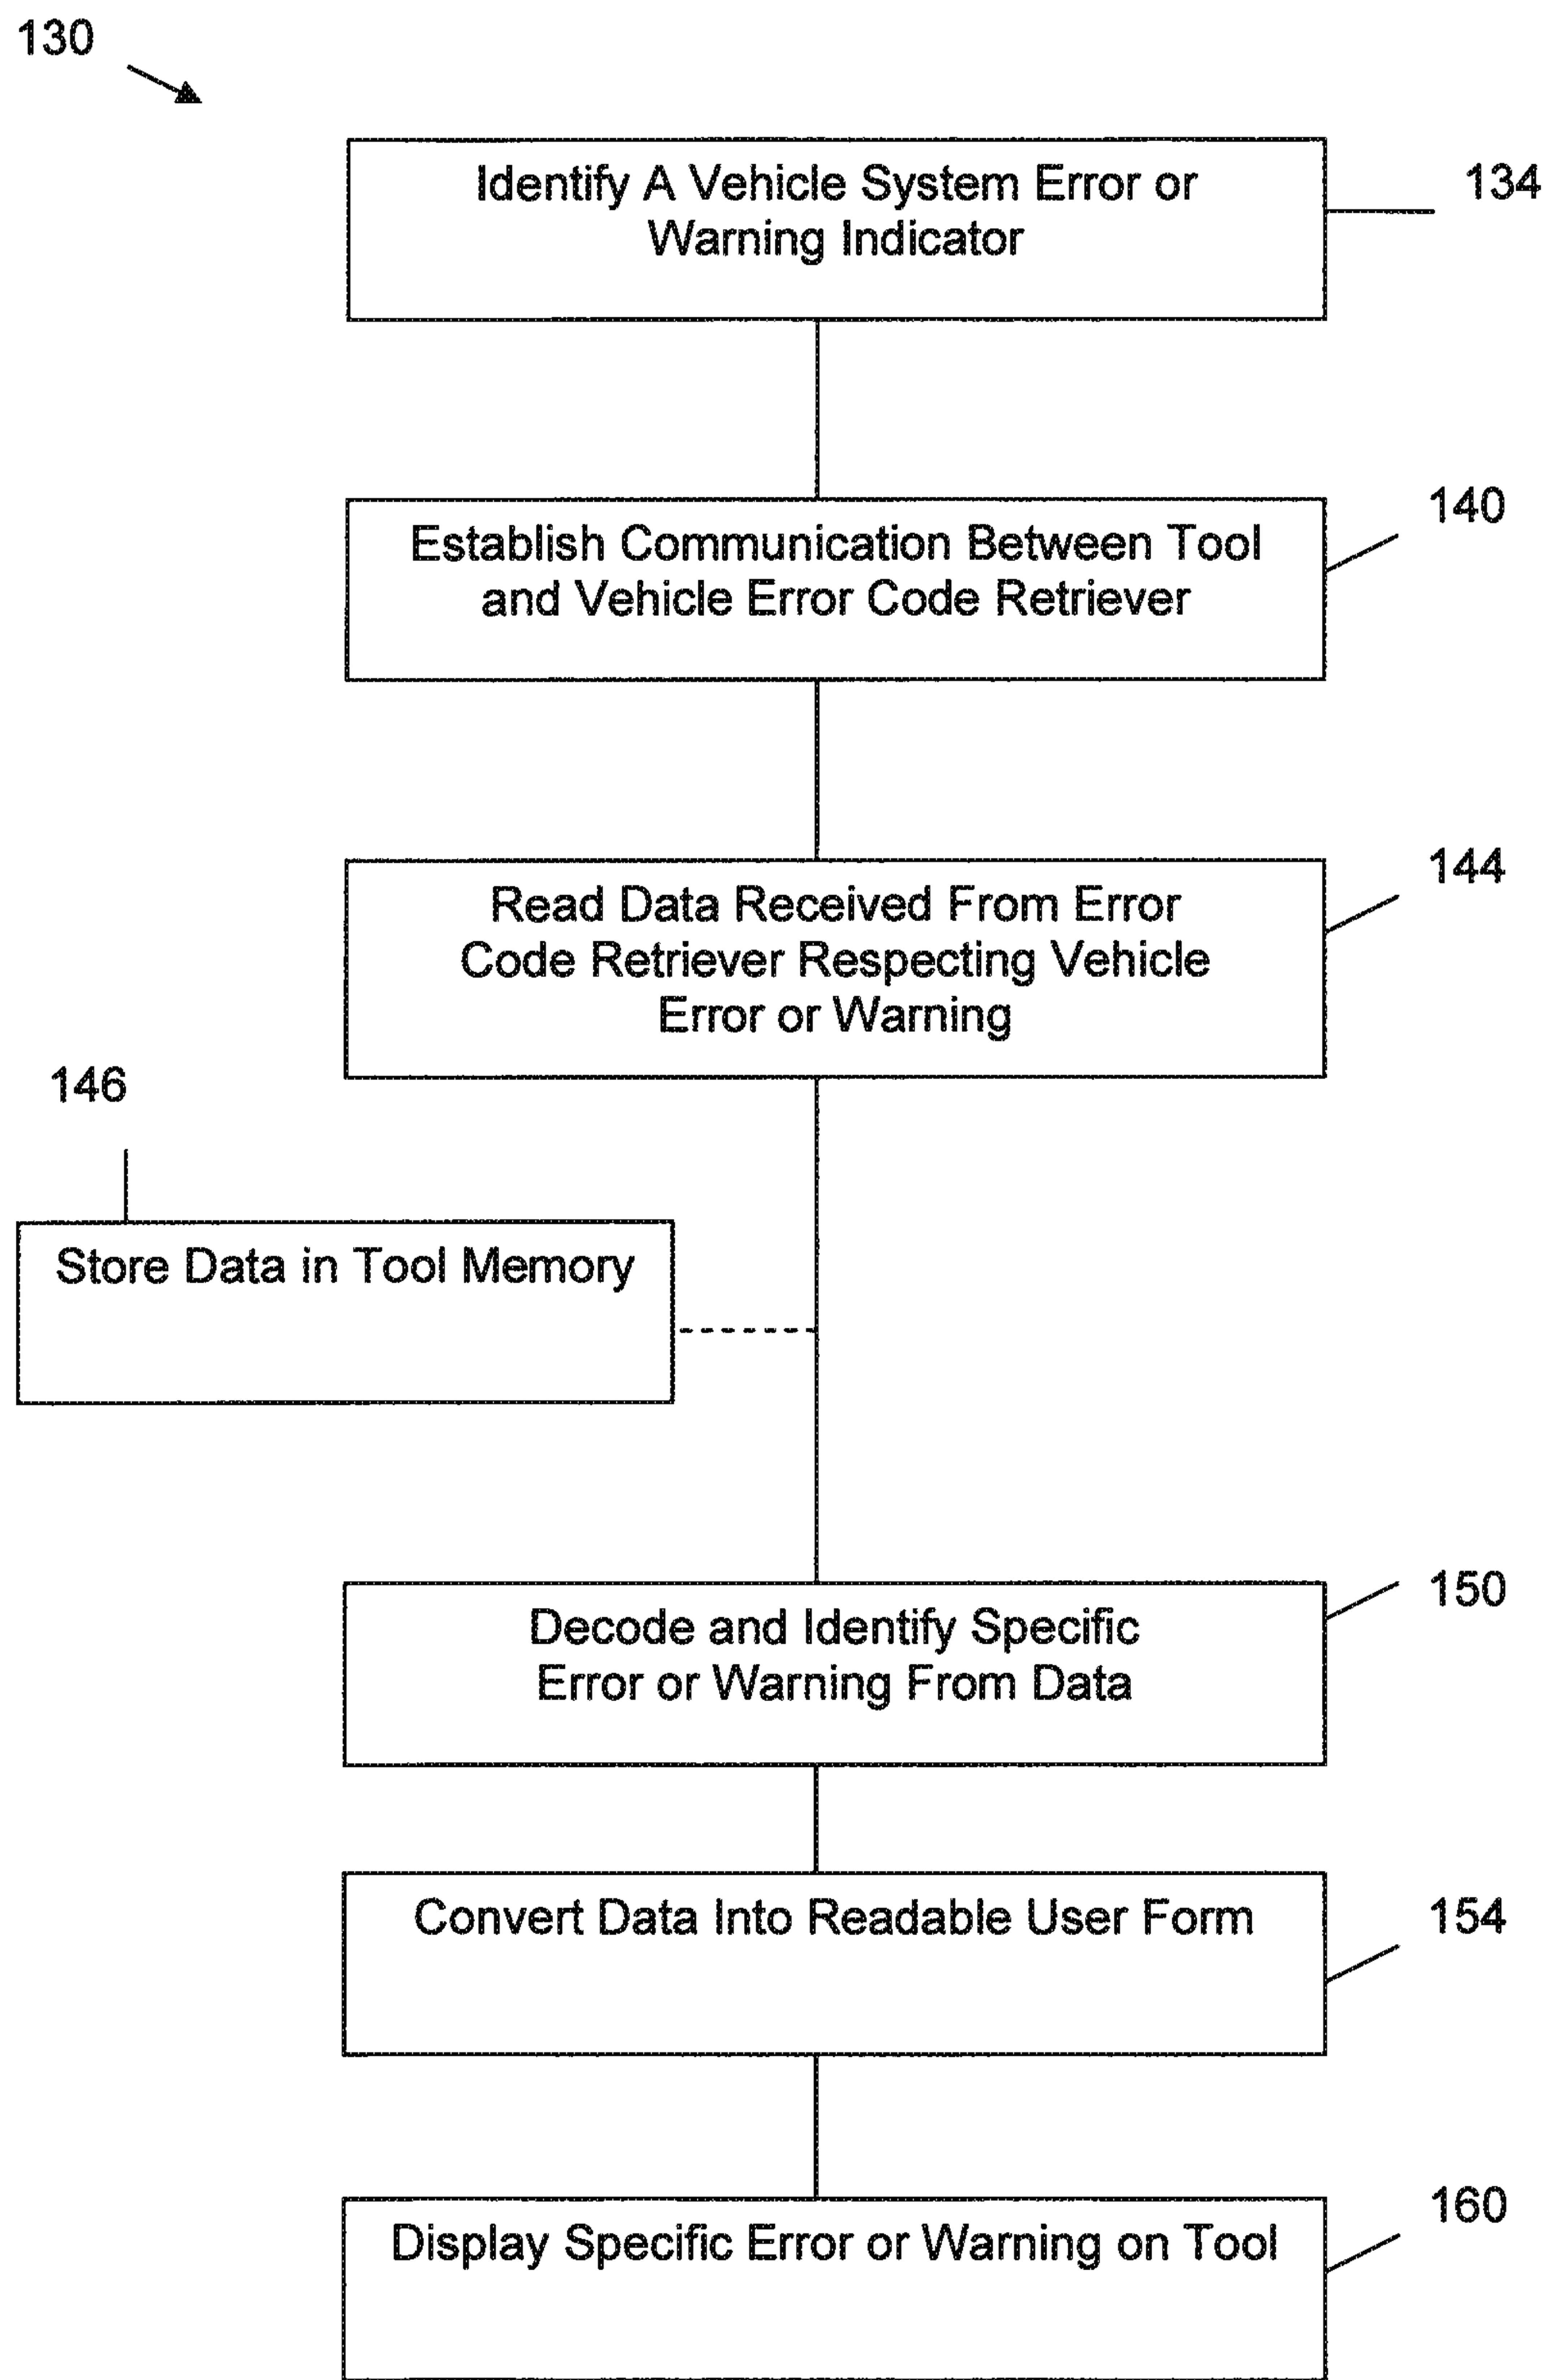 130
Identify A Vehicle System Error or
Warning Indicator
134
Establish Communication Between Tool
and Vehicle Error Code Retriever
140
Read Data Received From Error
Code Retriever Respecting Vehicle
Error or Warning
144
146
Store Data in Tool Memory
Decode and Identify Specific
Error or Warning From Data
150
Convert Data Into Readable User Form
154
Display Specific Error or Warning on Tool
160